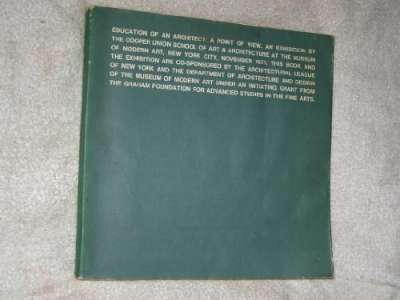 EDUCATION OF AN ARCHITECT: A POINT OF VIEW. AN EXHIBITION BY
THE COOPER UNION SCHOOL OF ART & ARCHITECTURE AT THE MUSEUM
OF MODERN ART, NEW YORK CITY, NOVEMBER 1971. THIS BOOK AND
THE EXHIBITION ARE CO-SPONSORED BY THE ARCHITECTURAL LEAGUE
OF NEW YORK AND THE DEPARTMENT OF ARCHITECTURE AND DESIGN
OF THE MUSEUM OF MODERN ART UNDER AN INITIATING GRANT FROM
THE GRAHAM FOUNDATION FOR ADVANCED STUDIES IN THE FINE ARTS.